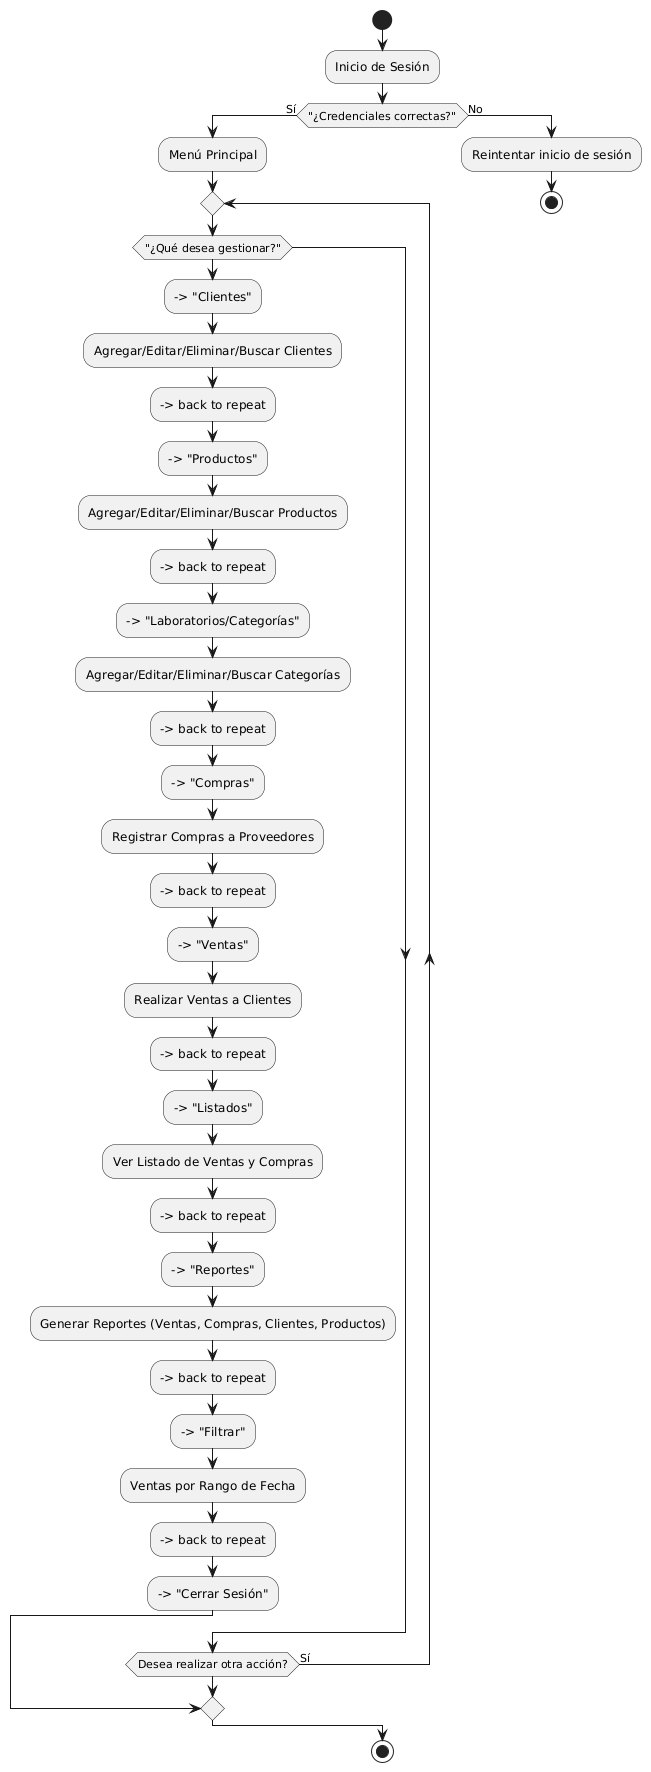 Inicio de Sesión
Sí
"¿Credenciales correctas?"
No
Menú Principal
Reintentar inicio de sesión
"¿Qué desea gestionar?"
-> "Clientes"
Agregar/Editar/Eliminar/Buscar Clientes
-> back to repeat
-> "Productos"
Agregar/Editar/Eliminar/Buscar Productos
-> back to repeat
-> "Laboratorios/Categorías"
Agregar/Editar/Eliminar/Buscar Categorías
-> back to repeat
-> "Compras"
Registrar Compras a Proveedores
-> back to repeat
-> "Ventas"
Realizar Ventas a Clientes
-> back to repeat
-> "Listados"
Ver Listado de Ventas y Compras
-> back to repeat
-> "Reportes"
Generar Reportes (Ventas, Compras, Clientes, Productos)
-> back to repeat
-> "Filtrar"
Ventas por Rango de Fecha
-> back to repeat
-> "Cerrar Sesión"
Desea realizar otra acción?
Sí